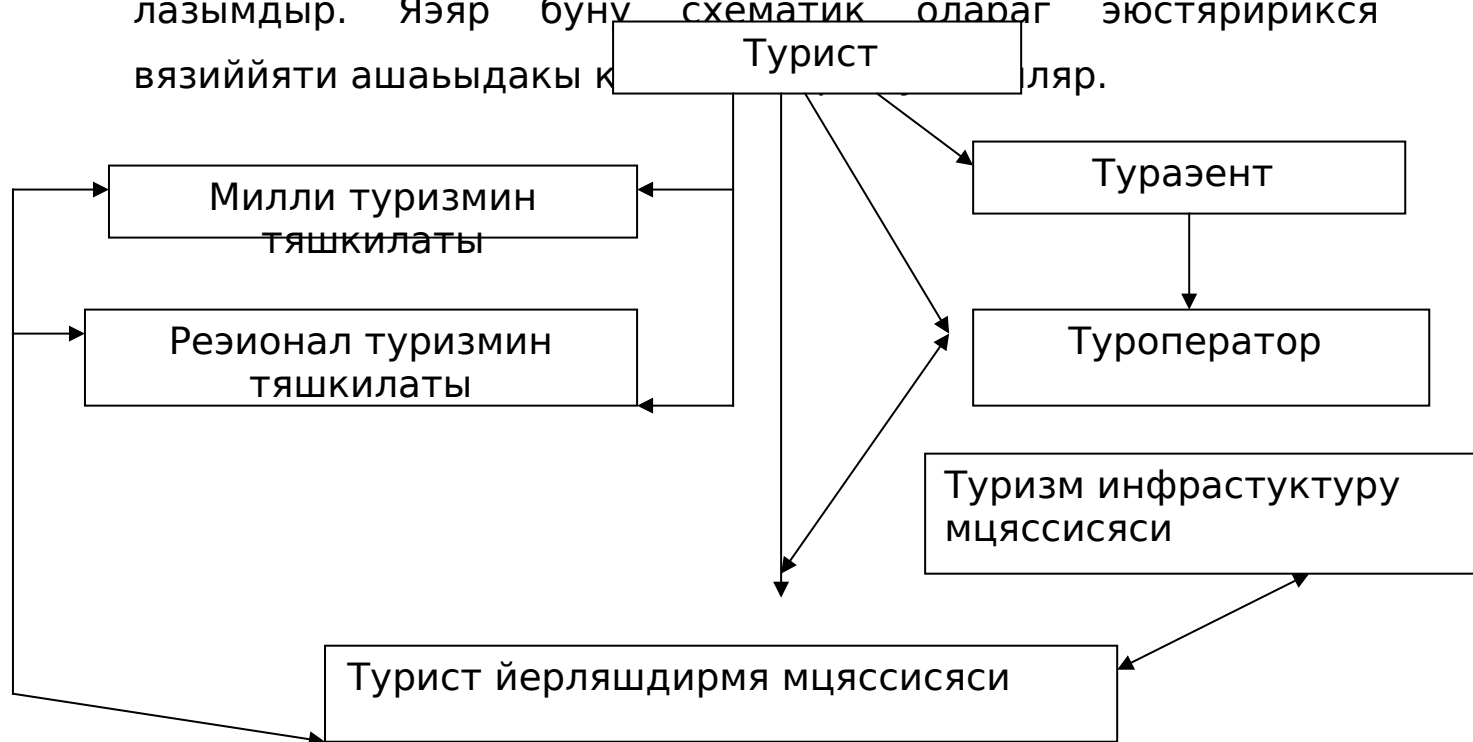 лазымдыр. Яэяр буну схематик олараг эюстяририкся
вязиййяти ашаьыдакы
Турист
Тураэент
Милли туризмин
тяшкилаты
Реэионал туризмин
тяшкилаты
Туроператор
Туризм инфрастуктуру
мцяссисяси
Турист йерляшдирмя мцяссисяси